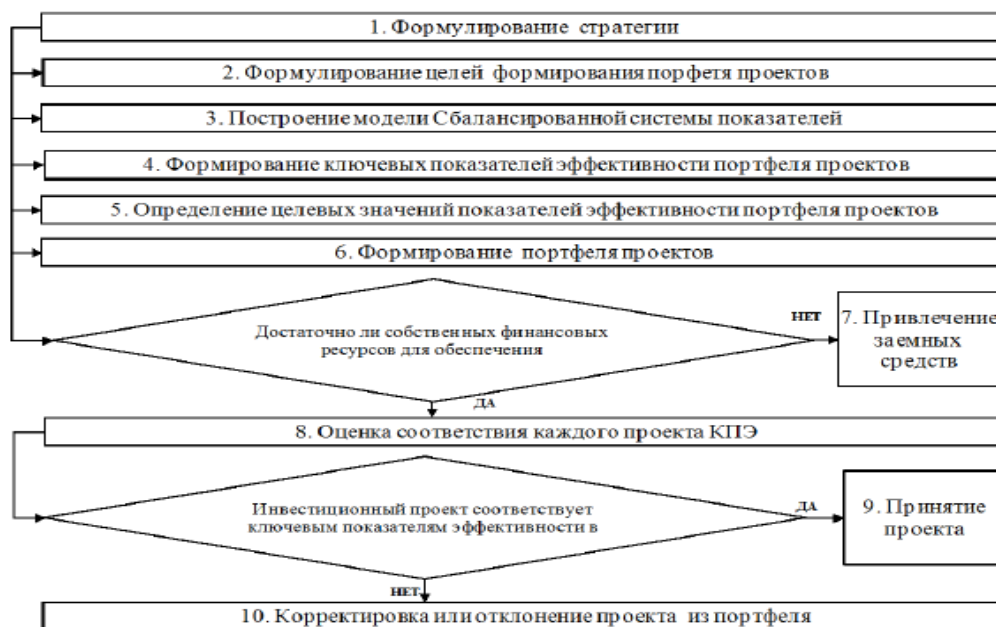 1. Формулирование стратегии
2. Формулирование целей формирования порфетя проектов
3. Построение модели Сбалансированной системы показателей
4. Формирование ключевых показателей эффективности портфеля проектов
5. Определение целевых значений показателей эффективности портфеля проектов
6. Формирование портфеля проектов
Достаточно ли собственных финансовых
ресурсов для обеспечения
НЕТ
7. Привлечение
заемных
средств
ДА
8. Оценка соответствия каждого проекта КПЭ
Инвестиционный проект соответствует
ключевым показателям эффективности в
ДА
9. Принятие
проекта
НЕТ
10. Корректировка или отклонение проекта из портфеля